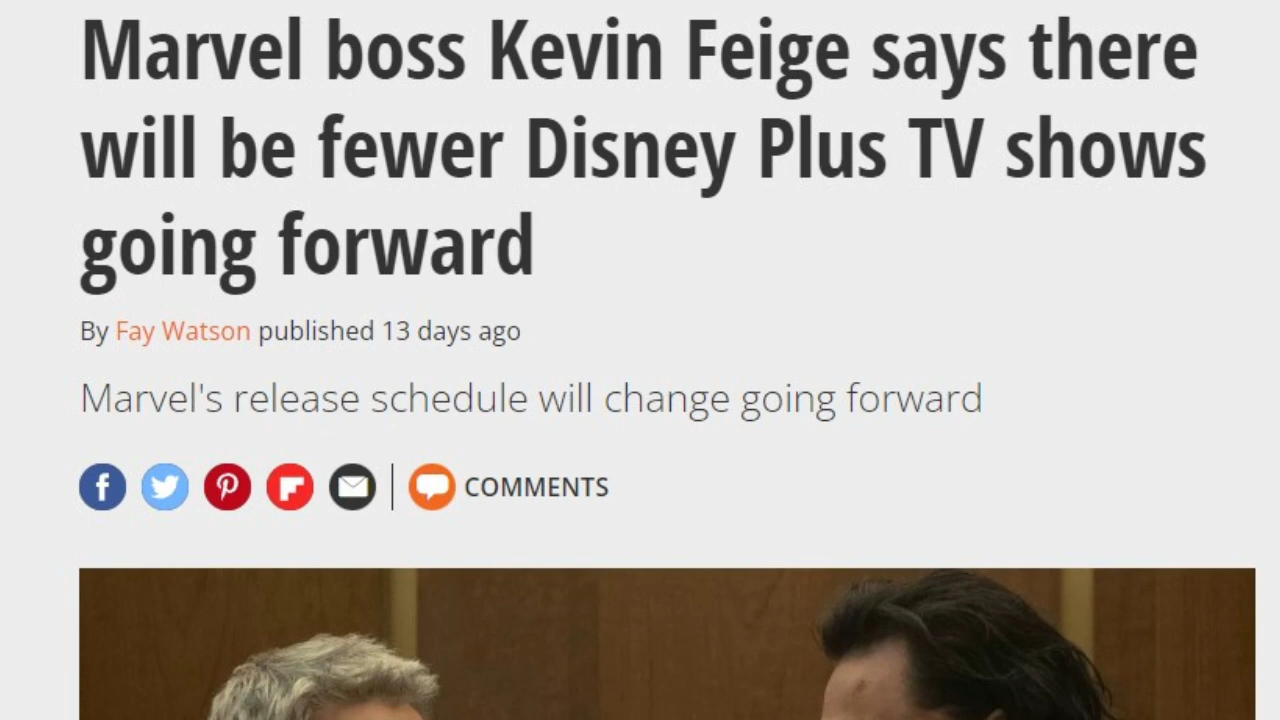 Marvel boss Kevin Feige says there
will be fewer Disney Plus TV shows
going forward
By Fay Watson published 13 days ago
Marvel's release schedule will change going forward
COMMENTS